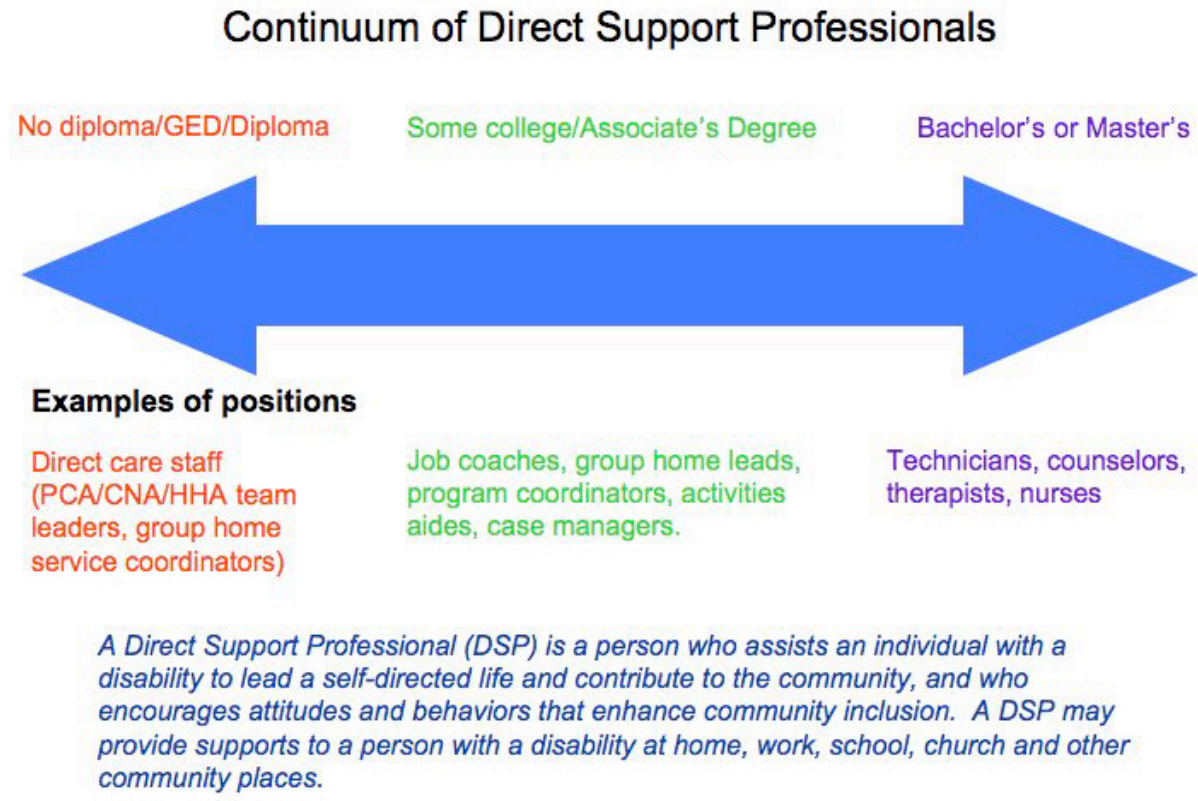 Continuum of Direct Support Professionals
No diploma/GED/Diploma
Some college/Associate's Degree
Bachelor's or Master's
Examples of positions
Direct care staff
(PCA/CNA/HHA team
leaders, group home
service coordinators)
Job coaches, group home leads,
program coordinators, activities
aides, case managers.
Technicians, counselors,
therapists, nurses
A Direct Support Professional (DSP) is a person who assists an individual with a
disability to lead a self-directed life and contribute to the community, and who
encourages attitudes and behaviors that enhance community inclusion.  A DSP may
provide supports to a person with a disability at home, work, school, church and other
community places.